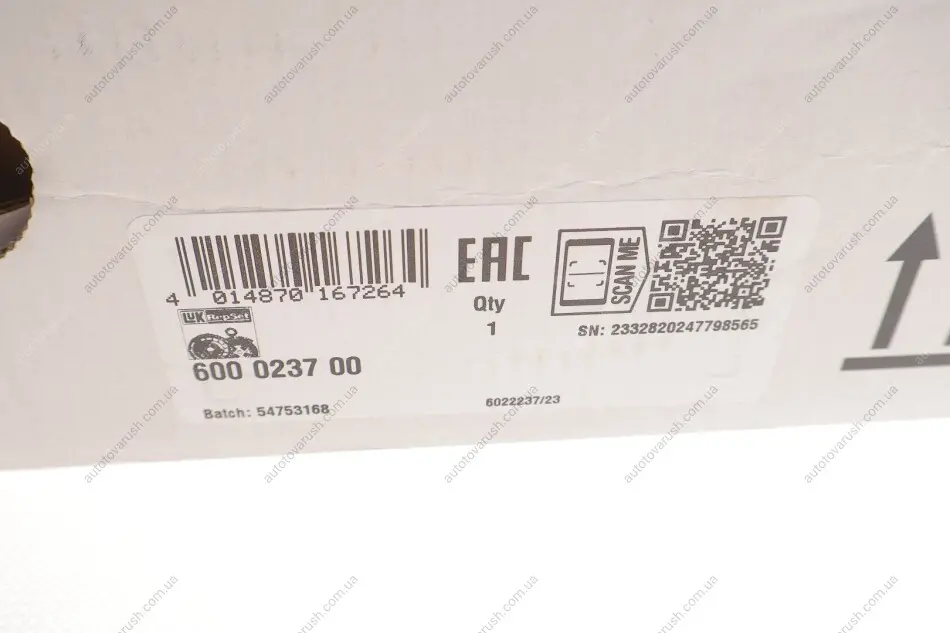 4 014870 167264
EAC
Qty
1
SCAN ME
SN: 2332820247798565
LUK RepSet
600 0237 00
Batch: 54753168
6022237/23
autotovarush.com.ua